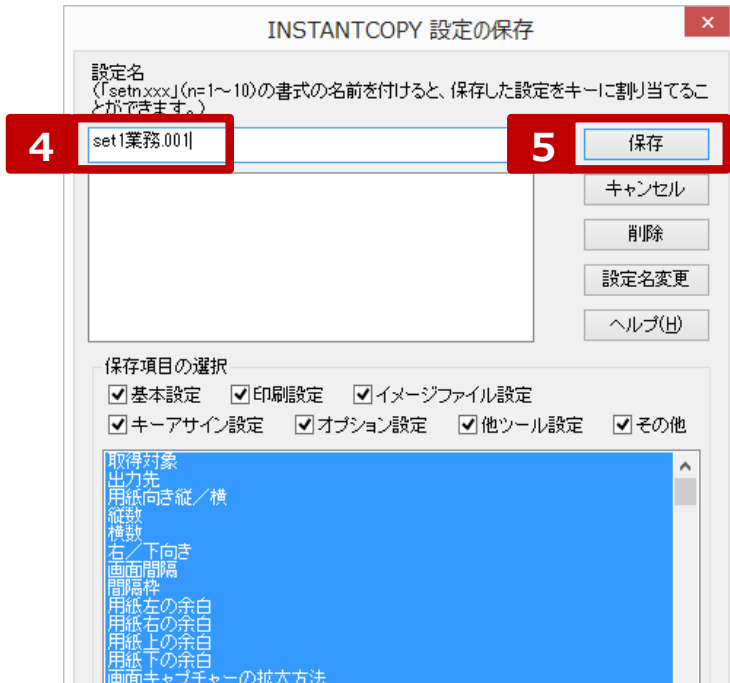 INSTANTCOPY 設定の保存
設定名
(「setn.xxx」(n=1～10)の書式の名前を付けると、保存した設定をキーに割り当てるこ
とができます。)
4
set1業務.001
5
保存
キャンセル
削除
設定名変更
ヘルプ(H)
保存項目の選択
基本設定 印刷設定 イメージファイル設定
キーアサイン設定 オプション設定 他ツール設定 その他
取得対象
出力先
用紙向き縦／横
縦数
横数
右／下向き
画面間隔
間隔枠
用紙左の余白
用紙右の余白
用紙上の余白
用紙下の余白
画面キャプチャーの拡大方法